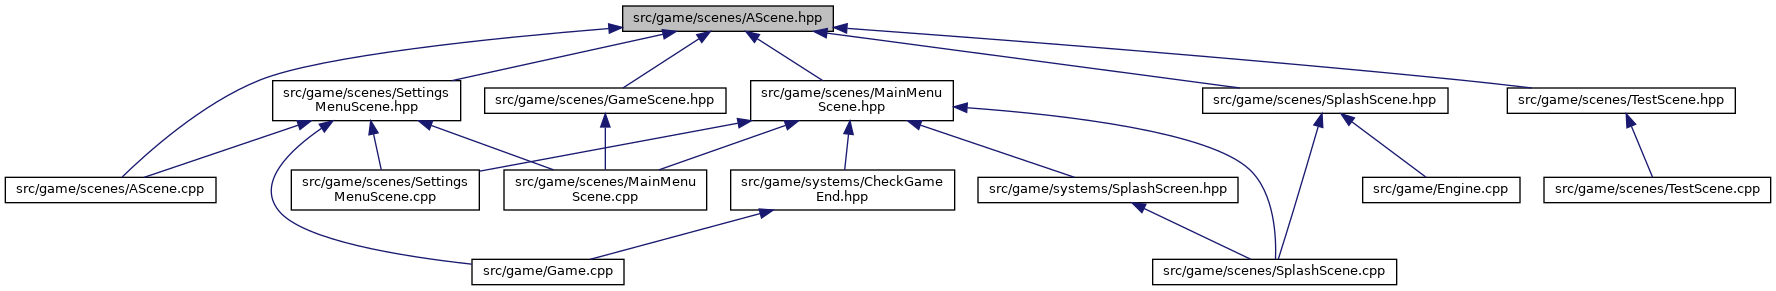 src/game/scenes/AScene.hpp
src/game/scenes/Settings
MenuScene.hpp
src/game/scenes/GameScene.hpp
src/game/scenes/MainMenu
Scene.hpp
src/game/scenes/SplashScene.hpp
src/game/scenes/TestScene.hpp
src/game/scenes/AScene.cpp
src/game/scenes/Settings
MenuScene.cpp
src/game/scenes/MainMenu
Scene.cpp
src/game/systems/CheckGame
End.hpp
src/game/systems/SplashScreen.hpp
src/game/Engine.cpp
src/game/scenes/TestScene.cpp
src/game/Game.cpp
src/game/scenes/SplashScene.cpp